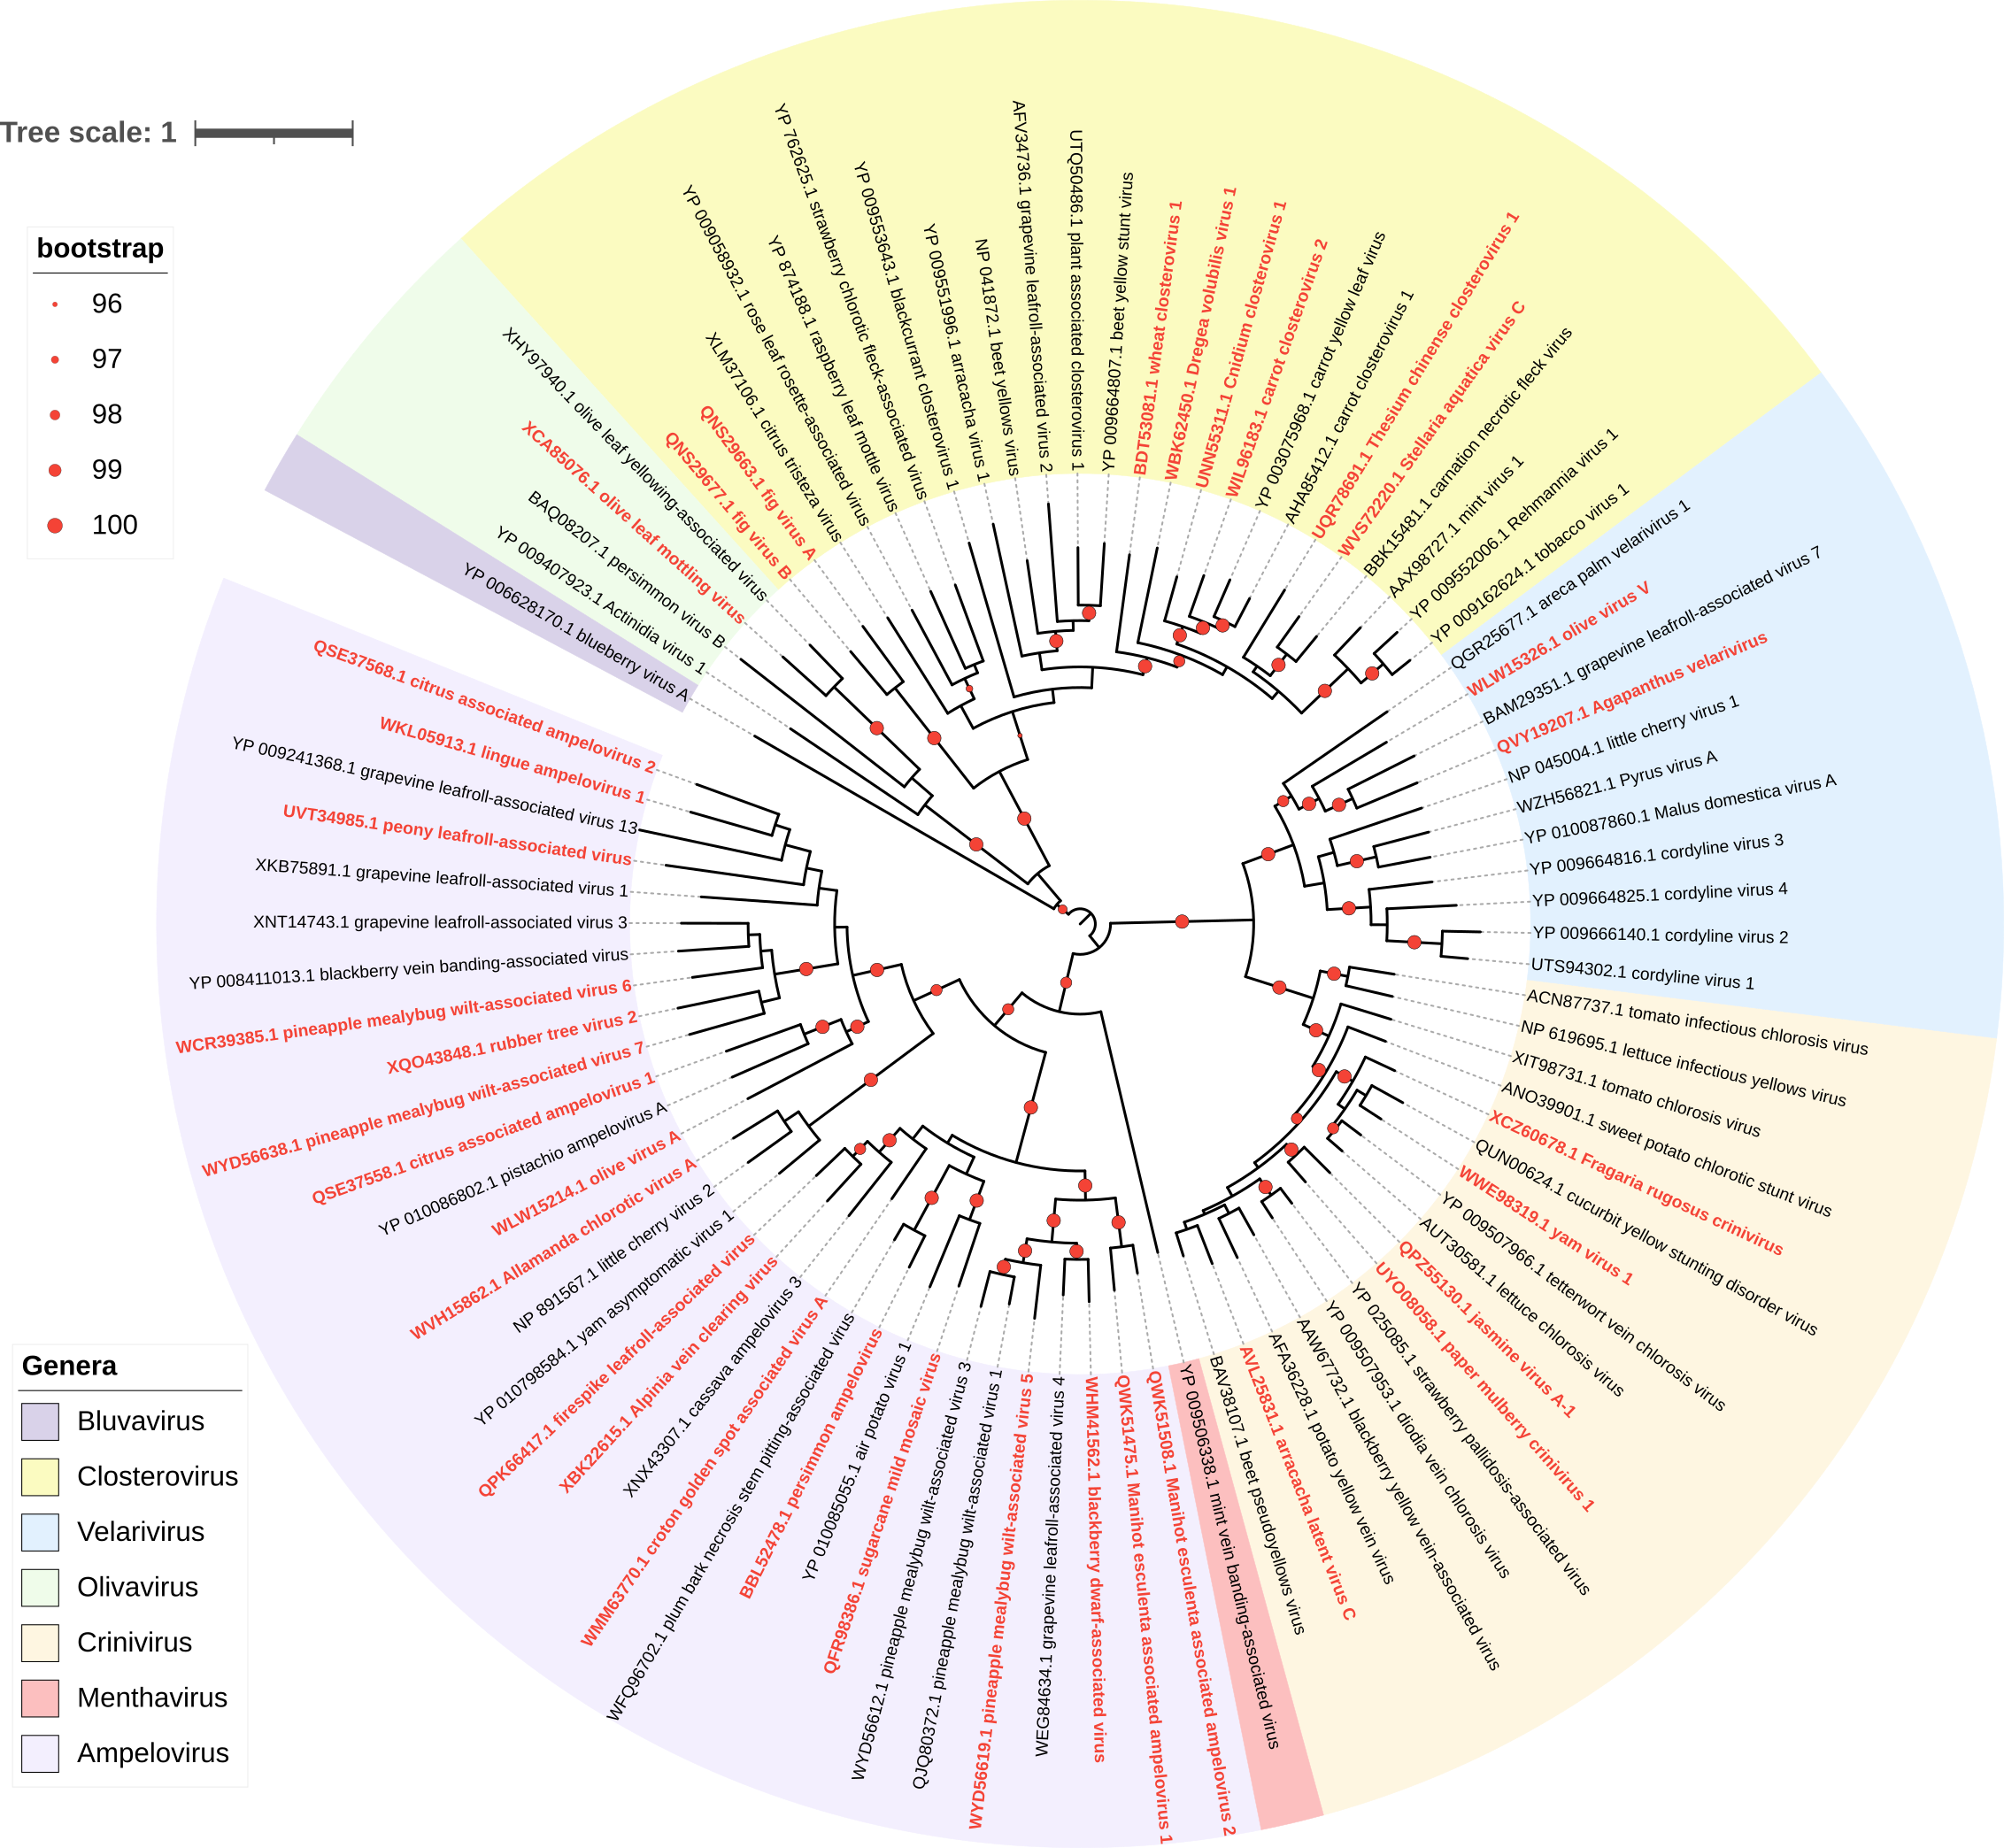 Tree scale: 1
bootstrap
96
97
98
99
100
Genera
Bluvavirus
Closterovirus
Velarivirus
Olivavirus
Crinivirus
Menthavirus
Ampelovirus
YP 006628170.1 blueberry virus A
YP 009407923.1 Actinidia virus 1
BAQ08207.1 persimmon virus B
XCA85076.1 olive leaf mottling virus
XHY97940.1 olive leaf yellowing-associated virus
QNS29677.1 fig virus B
QNS29663.1 fig virus A
XLM37106.1 citrus tristeza virus
YP 009058932.1 rose leaf rosette-associated virus
YP 874188.1 raspberry leaf mottle virus
YP 762625.1 strawberry chlorotic fleck-associated virus
YP 009553643.1 blackcurrant closterovirus 1
YP 009551996.1 arracacha virus 1
NP 041872.1 beet yellows virus
AFV34736.1 grapevine leafroll-associated virus 2
UTQ50486.1 plant associated closterovirus 1
YP 009664807.1 beet yellow stunt virus
BDT53081.1 wheat closterovirus 1
WBK62450.1 Dregea volubilis virus 1
UNN55311.1 Cnidium closterovirus 1
WIL96183.1 carrot closterovirus 2
YP 003075968.1 carrot yellow leaf virus
AHA85412.1 carrot closterovirus 1
UQR78691.1 Thesium chinense closterovirus 1
WVS72220.1 Stellaria aquatica virus C
BBK15481.1 carnation necrotic fleck virus
AAX98727.1 mint virus 1
YP 009552006.1 Rehmannia virus 1
YP 009162624.1 tobacco virus 1
QGR25677.1 areca palm velarivirus 1
WLW15326.1 olive virus V
BAM29351.1 grapevine leafroll-associated virus 7
QVY19207.1 Agapanthus velarivirus
NP 045004.1 little cherry virus 1
WZH56821.1 Pyrus virus A
YP 010087860.1 Malus domestica virus A
YP 009664816.1 cordyline virus 3
YP 009664825.1 cordyline virus 4
YP 009666140.1 cordyline virus 2
UTS94302.1 cordyline virus 1
ACN87737.1 tomato infectious chlorosis virus
NP 619695.1 lettuce infectious yellows virus
XIT98731.1 tomato chlorosis virus
ANO39901.1 sweet potato chlorotic stunt virus
XCZ60678.1 Fragaria rugosus crinivirus
QUN00624.1 cucurbit yellow stunting disorder virus
WWE98319.1 yam virus 1
YP 009507966.1 tetterwort vein chlorosis virus
AUT30581.1 lettuce chlorosis virus
QPZ55130.1 jasmine virus A-1
UYO08058.1 paper mulberry crinivirus 1
YP 025085.1 strawberry pallidosis-associated virus
YP 009507953.1 diodia vein chlorosis virus
AAW67732.1 blackberry yellow vein-associated virus
AFA36228.1 potato yellow vein virus
AVL25831.1 arracacha latent virus C
BAV38107.1 beet pseudoyellows virus
YP 009506338.1 mint vein banding-associated virus
QWK51508.1 Manihot esculenta associated ampelovirus 2
QWK51475.1 Manihot esculenta associated ampelovirus 1
WHM41562.1 blackberry dwarf-associated virus
WEG84634.1 grapevine leafroll-associated virus 4
WYD56619.1 pineapple mealybug wilt-associated virus 5
QJQ80372.1 pineapple mealybug wilt-associated virus 1
WYD56612.1 pineapple mealybug wilt-associated virus 3
QFR98386.1 sugarcane mild mosaic virus
YP 010085055.1 air potato virus 1
BBL52478.1 persimmon ampelovirus
WFQ96702.1 plum bark necrosis stem pitting-associated virus
WMM63770.1 croton golden spot associated virus A
XNX43307.1 cassava ampelovirus 3
XBK22615.1 Alpinia vein clearing virus
QPK66417.1 firespike leafroll-associated virus
YP 010798584.1 yam asymptomatic virus 1
NP 891567.1 little cherry virus 2
WVH15862.1 Allamanda chlorotic virus A
WLW15214.1 olive virus A
YP 010086802.1 pistachio ampelovirus A
QSE37558.1 citrus associated ampelovirus 1
WYD56638.1 pineapple mealybug wilt-associated virus 7
XQO43848.1 rubber tree virus 2
WCR39385.1 pineapple mealybug wilt-associated virus 6
YP 008411013.1 blackberry vein banding-associated virus
XNT14743.1 grapevine leafroll-associated virus 3
XKB75891.1 grapevine leafroll-associated virus 1
UVT34985.1 peony leafroll-associated virus
YP 009241368.1 grapevine leafroll-associated virus 13
WKL05913.1 lingue ampelovirus 1
QSE37568.1 citrus associated ampelovirus 2